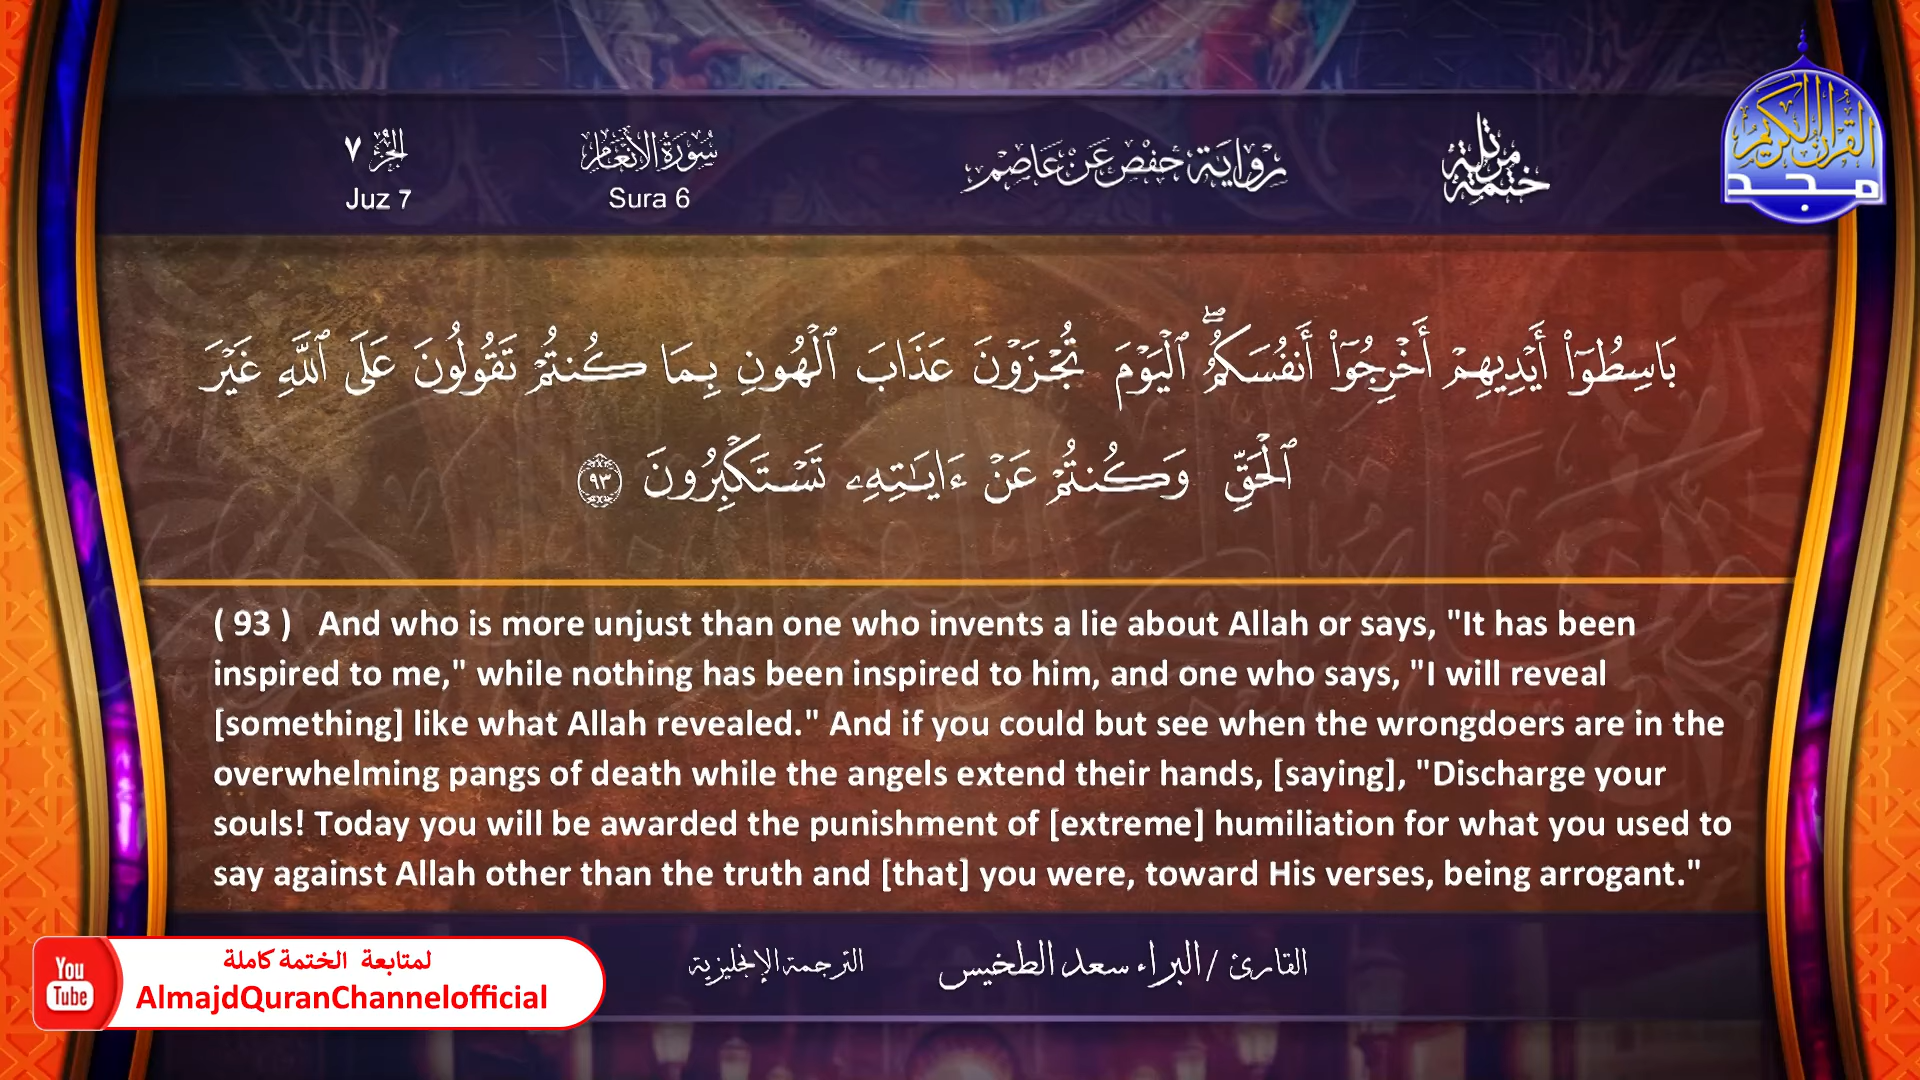 الجزء ٧
Juz 7
سُورَةُ الأَنْعَامِ
Sura 6
رواية حفص عن عاصم
ختمة مرتلة
القرآن الكريم
مجد
بَاسِطُوٓا۟ أَيْدِيهِمْ أَخْرِجُوٓا۟ أَنفُسَكُمُ ۖ ٱلْيَوْمَ تُجْزَوْنَ عَذَابَ ٱلْهُونِ بِمَا كُنتُمْ تَقُولُونَ عَلَى ٱللَّهِ غَيْرَ
ٱلْحَقِّ وَكُنتُمْ عَنْ ءَايَـٰتِهِۦ تَسْتَكْبِرُونَ ٩٣
( 93 ) And who is more unjust than one who invents a lie about Allah or says, "It has been
inspired to me," while nothing has been inspired to him, and one who says, "I will reveal
[something] like what Allah revealed." And if you could but see when the wrongdoers are in the
overwhelming pangs of death while the angels extend their hands, [saying], "Discharge your
souls! Today you will be awarded the punishment of [extreme] humiliation for what you used to
say against Allah other than the truth and [that] you were, toward His verses, being arrogant."
القارئ / البراء سعد الطخيس
الترجمة الإنجليزية
You
Tube
لمتابعة الختمة كاملة
AlmajdQuranChannelofficial